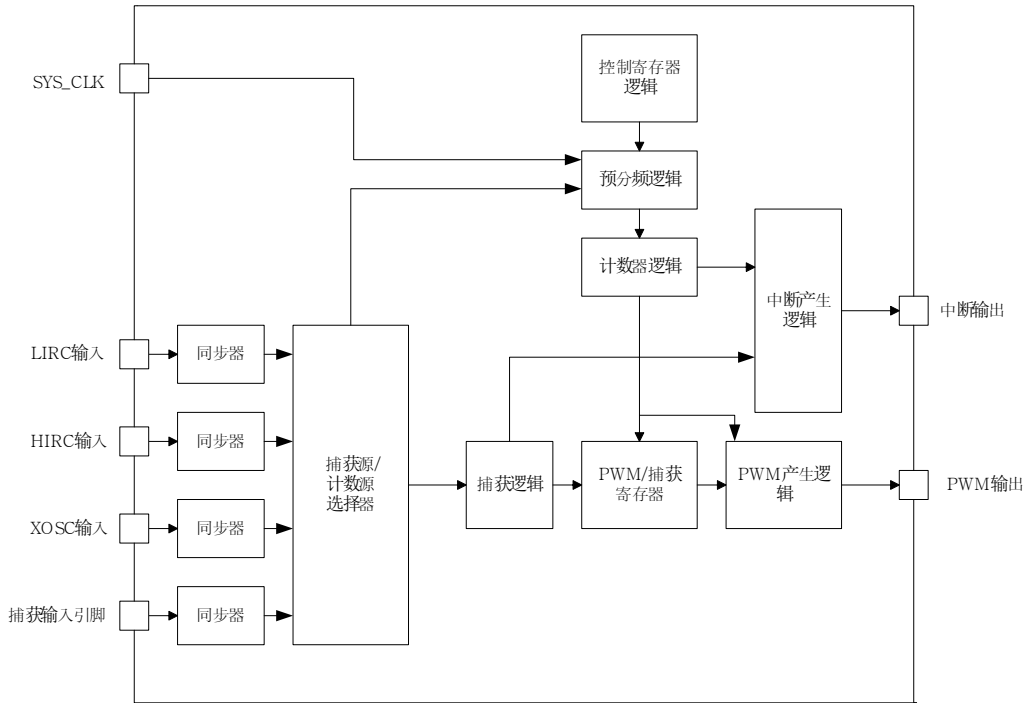 SYS_CLK
控制寄存器
逻辑
预分频逻辑
计数器逻辑
中断产生
逻辑
中断输出
LIRC输入
同步器
HIRC输入
同步器
捕获源/
计数源
选择器
捕获逻辑
PWM/捕获
寄存器
PWM产生逻
辑
PWM输出
XOSC输入
同步器
捕获输入引脚
同步器